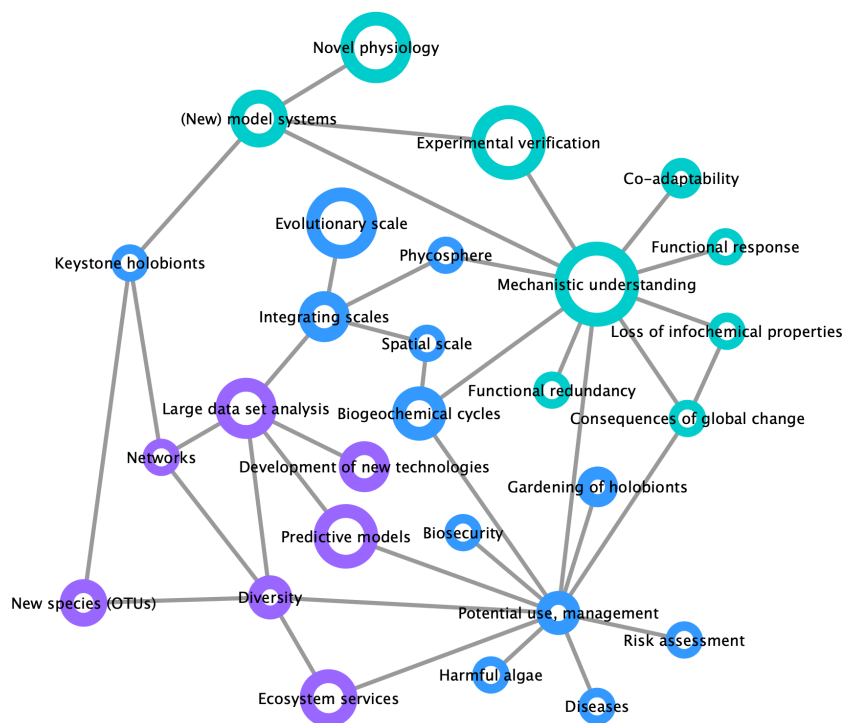 Novel physiology
(New) model systems
Experimental verification
Co-adaptability
Evolutionary scale
Functional response
Phycosphere
Keystone holobionts
Mechanistic understanding
Integrating scales
Loss of infochemical properties
Spatial scale
Functional redundancy
Large data set analysis
Biogeochemical cycles
Consequences of global change
Networks
Development of new technologies
Gardening of holobionts
Biosecurity
Predictive models
Diversity
New species (OTUs)
Potential use, management
Risk assessment
Harmful algae
Ecosystem services
Diseases